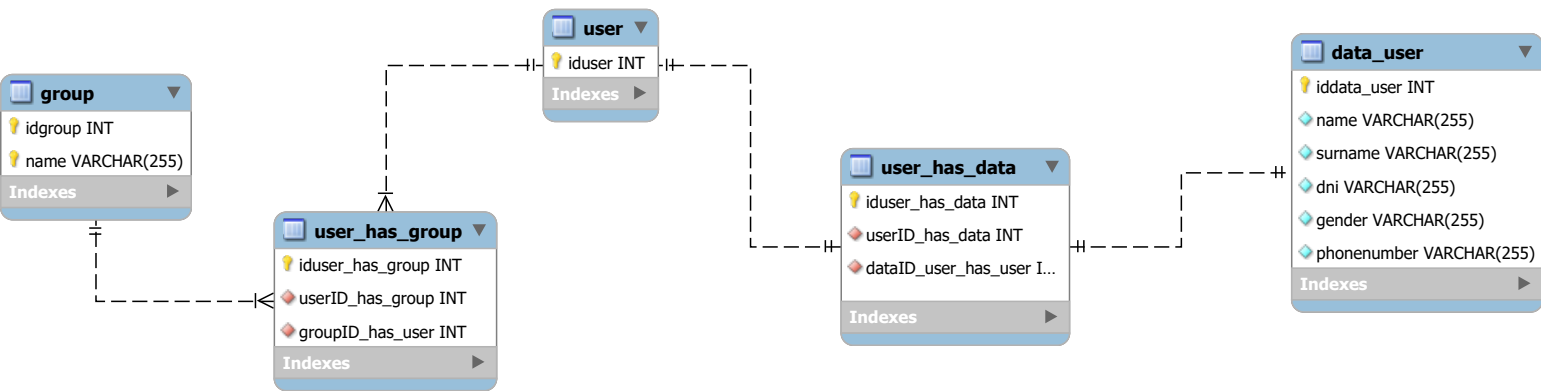 group
idgroup INT
name VARCHAR(255)
Indexes
user
iduser INT
Indexes
user_has_group
iduser_has_group INT
userID_has_group INT
groupID_has_user INT
Indexes
user_has_data
iduser_has_data INT
userID_has_data INT
dataID_user_has_user I...
Indexes
data_user
iddata_user INT
name VARCHAR(255)
surname VARCHAR(255)
dni VARCHAR(255)
gender VARCHAR(255)
phonenumber VARCHAR(255)
Indexes